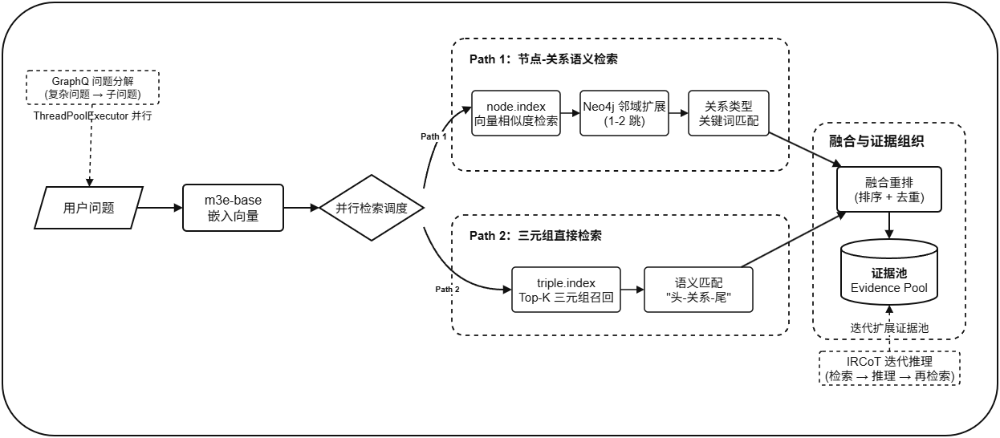 GraphQ 问题分解
(复杂问题 → 子问题)
ThreadPoolExecutor 并行
用户问题
m3e-base
嵌入向量
并行检索调度
Path 1
Path 2
Path 1：节点-关系语义检索
node.index
向量相似度检索
Neo4j 邻域扩展
(1-2 跳)
关系类型
关键词匹配
Path 2：三元组直接检索
triple.index
Top-K 三元组召回
语义匹配
"头-关系-尾"
融合与证据组织
融合重排
(排序 + 去重)
证据池
Evidence Pool
迭代扩展证据池
IRCoT 迭代推理
(检索 → 推理 → 再检索)